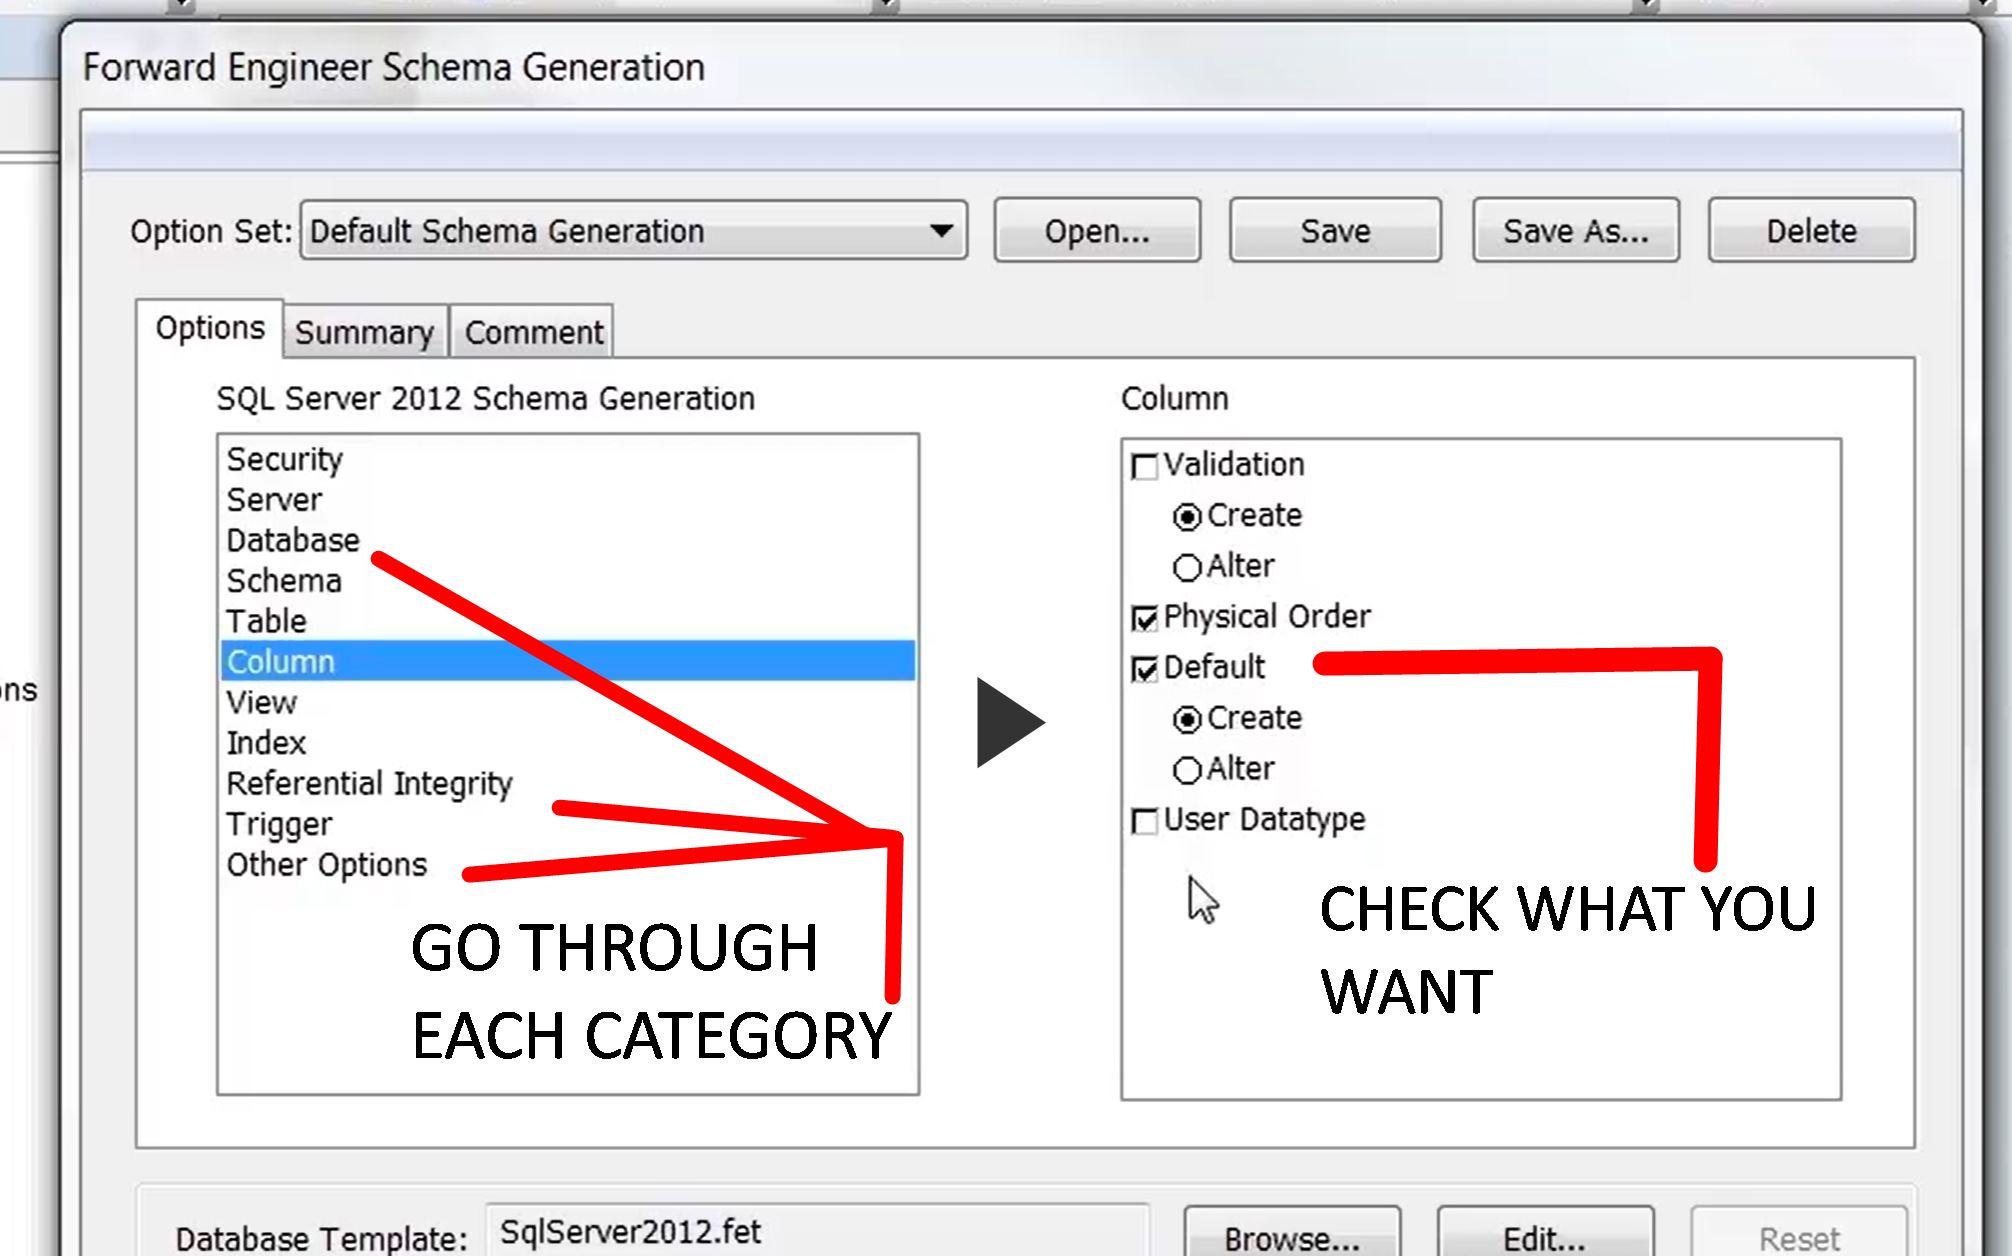 Forward Engineer Schema Generation
Option Set: Default Schema Generation Open... Save Save As... Delete
Options Summary Comment
SQL Server 2012 Schema Generation
Security
Server
Database
Schema
Table
Column
View
Index
Referential Integrity
Trigger
Other Options
GO THROUGH
EACH CATEGORY
Column
Validation
Create
Alter
Physical Order
Default
Create
Alter
User Datatype
CHECK WHAT YOU
WANT
Database Template: SqlServer2012.fet Browse... Edit... Reset